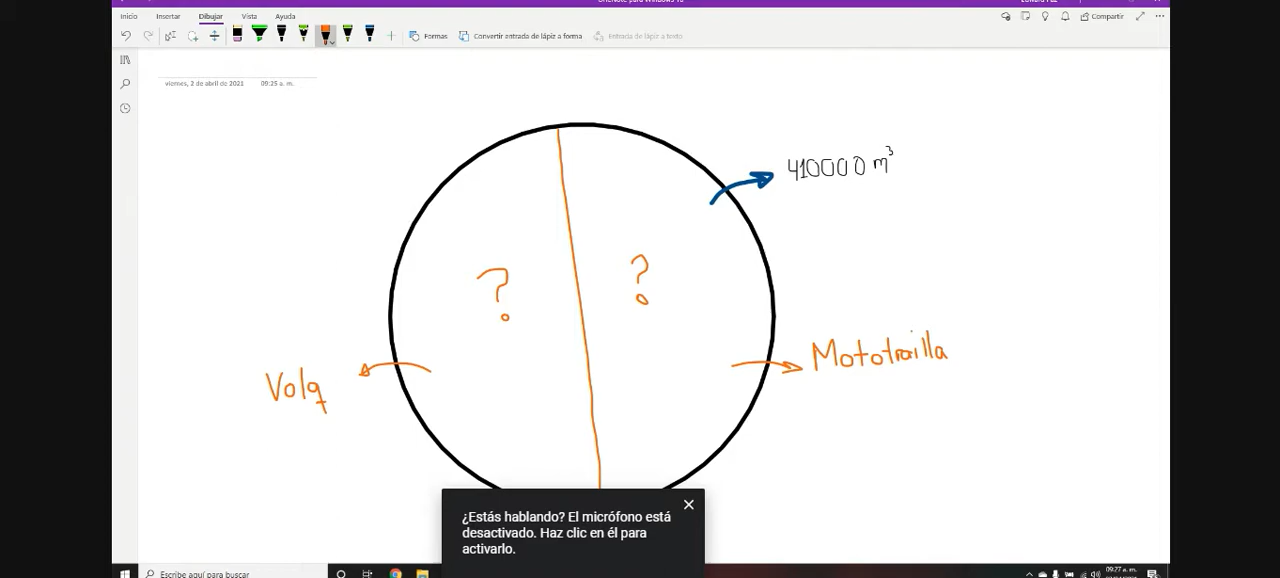 Inicio Insertar Dibujar Vista Ayuda
Compartir
Formas Convertir entrada de lápiz a forma Entrada de lápiz a texto
viernes, 2 de abril de 2021 09:25 a. m.
410000 m³
? ?
Mototrailla
Volq
¿Estás hablando? El micrófono está
desactivado. Haz clic en él para
activarlo.
Escribe aquí para buscar
09:27 a. m.